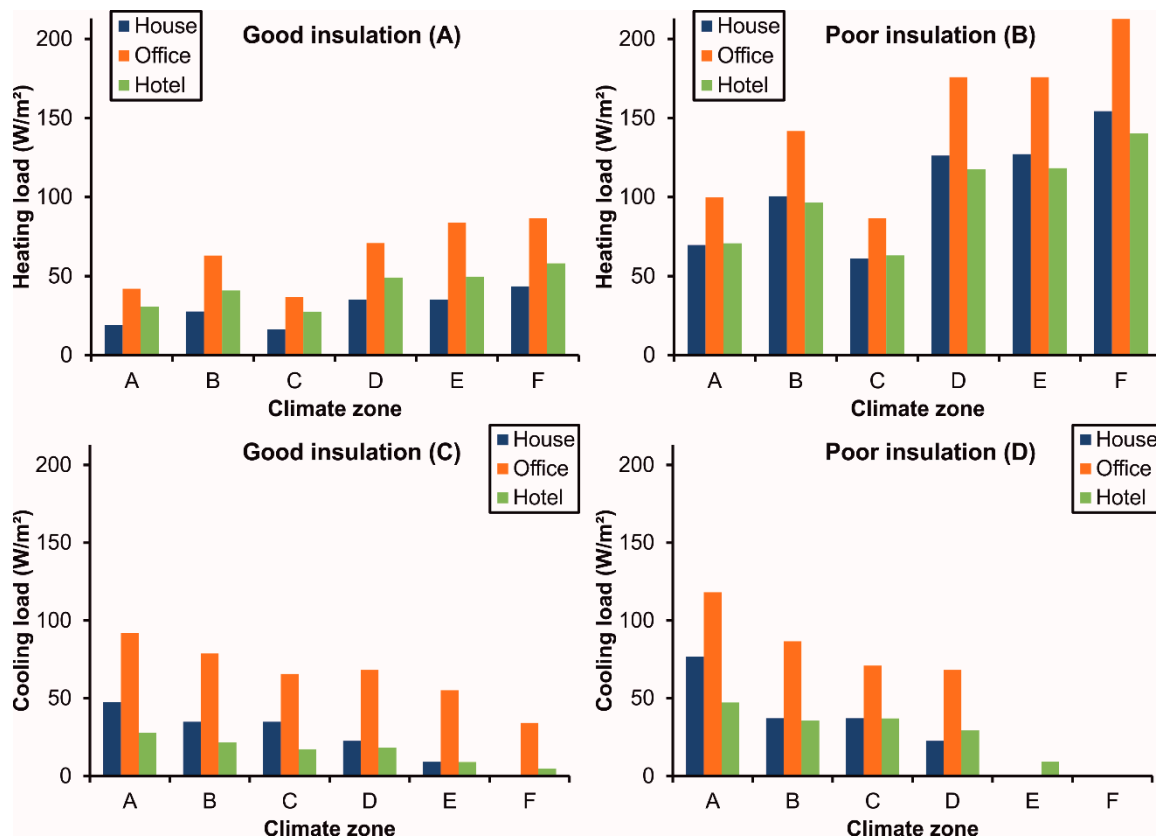 Good insulation (A)
House
Office
Hotel
Heating load (W/m²)
200
150
100
50
0
A B C D E F
Climate zone
Poor insulation (B)
House
Office
Hotel
Heating load (W/m²)
200
150
100
50
0
A B C D E F
Climate zone
Good insulation (C)
House
Office
Hotel
Cooling load (W/m²)
200
150
100
50
0
A B C D E F
Climate zone
Poor insulation (D)
House
Office
Hotel
Cooling load (W/m²)
200
150
100
50
0
A B C D E F
Climate zone